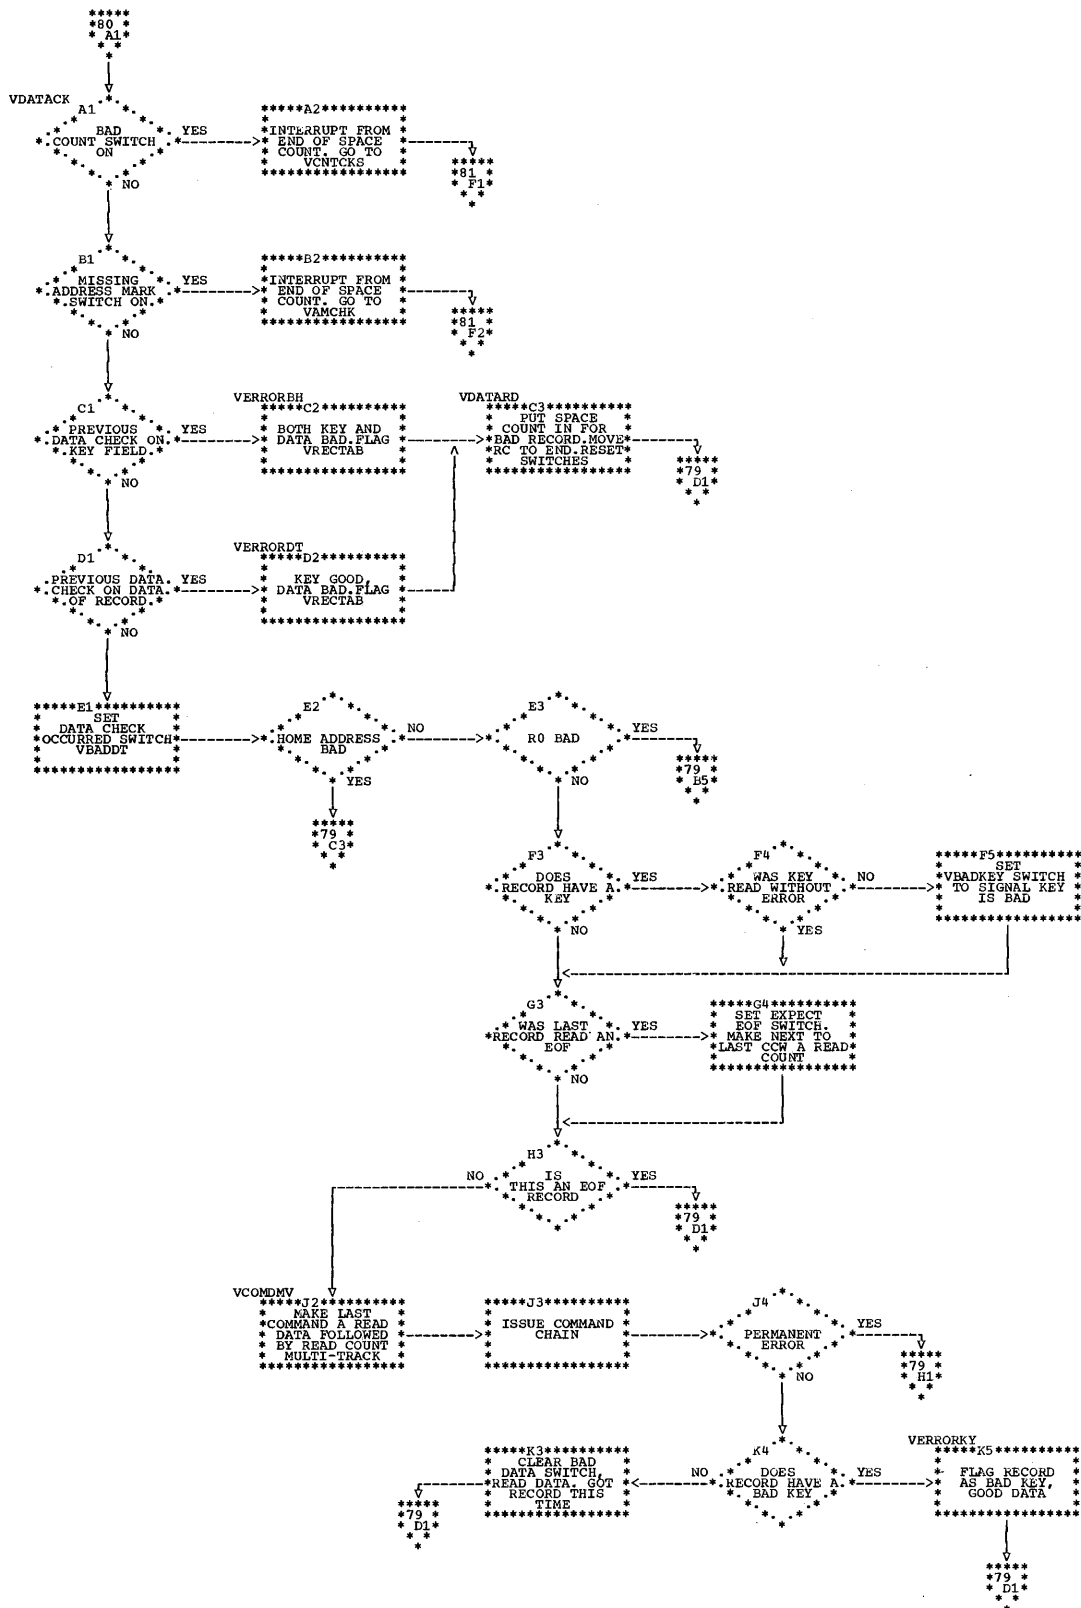 80
A1
VDATACK
A1
BAD
COUNT SWITCH
ON
YES
NO
A2
INTERRUPT FROM
END OF SPACE
COUNT. GO TO
VCNTCKS
81
F1
B1
MISSING
ADDRESS MARK
SWITCH ON.
YES
NO
B2
INTERRUPT FROM
END OF SPACE
COUNT. GO TO
VAMCHK
81
F2
C1
PREVIOUS
DATA CHECK ON
KEY FIELD.
YES
NO
VERRORBH
C2
BOTH KEY AND
DATA BAD.FLAG
VRECTAB
VDATARD
C3
PUT SPACE
COUNT IN FOR
BAD RECORD.MOVE
RC TO END.RESET
SWITCHES
79
D1
D1
PREVIOUS DATA
CHECK ON DATA
OF RECORD.
YES
NO
VERRORDT
D2
KEY GOOD,
DATA BAD.FLAG
VRECTAB
E1
SET
DATA CHECK
OCCURRED SWITCH
VBADDT
E2
HOME ADDRESS
BAD
NO
YES
79
C3
E3
R0 BAD
YES
NO
79
B5
F3
DOES
RECORD HAVE A
KEY
YES
NO
F4
WAS KEY
READ WITHOUT
ERROR
NO
YES
F5
SET
VBADKEY SWITCH
TO SIGNAL KEY
IS BAD
G3
WAS LAST
RECORD READ AN
EOF
YES
NO
G4
SET EXPECT
EOF SWITCH.
MAKE NEXT TO
LAST CCW A READ
COUNT
H3
IS
THIS AN EOF
RECORD
NO
YES
79
D1
VCOMDMV
J2
MAKE LAST
COMMAND A READ
DATA FOLLOWED
BY READ COUNT
MULTI-TRACK
J3
ISSUE COMMAND
CHAIN
J4
PERMANENT
ERROR
YES
NO
79
H1
K3
CLEAR BAD
DATA SWITCH,
READ DATA. GOT
RECORD THIS
TIME
79
D1
K4
DOES
RECORD HAVE A
BAD KEY
NO
YES
VERRORKY
K5
FLAG RECORD
AS BAD KEY,
GOOD DATA
79
D1